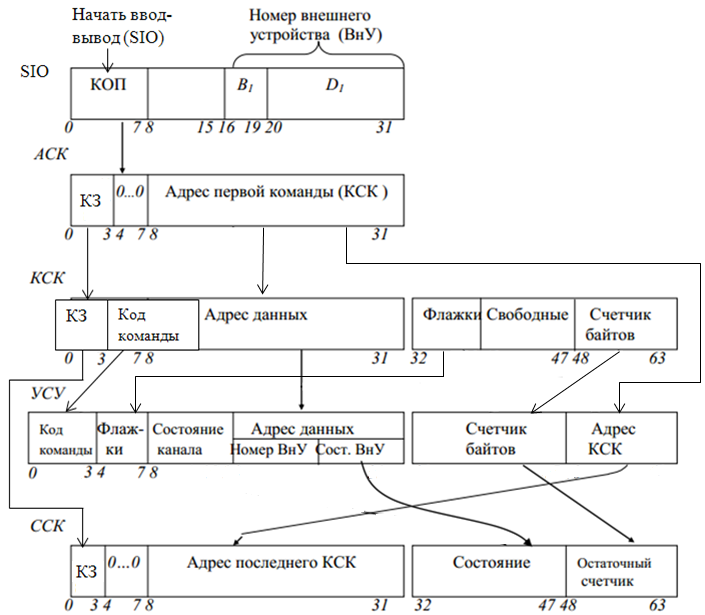 Начать ввод-
вывод (SIO)
Номер внешнего
устройства (ВнУ)
SIO
КОП
B1
D1
0 7 8 15 16 19 20 31
АСК
КЗ
0...0
Адрес первой команды (КСК )
0 3 4 7 8 31
КСК
КЗ
Код
команды
Адрес данных
Флажки
Свободные
Счетчик
байтов
0 3 7 8 31 32 47 48 63
УСУ
Код
команды
Флаж-
ки
Состояние
канала
Адрес данных
Номер ВнУ
Сост. ВнУ
Счетчик
байтов
Адрес
КСК
0 3 4 7 8
ССК
КЗ
0...0
Адрес последнего КСК
Состояние
Остаточный
счетчик
0 3 4 7 8 31 32 47 48 63